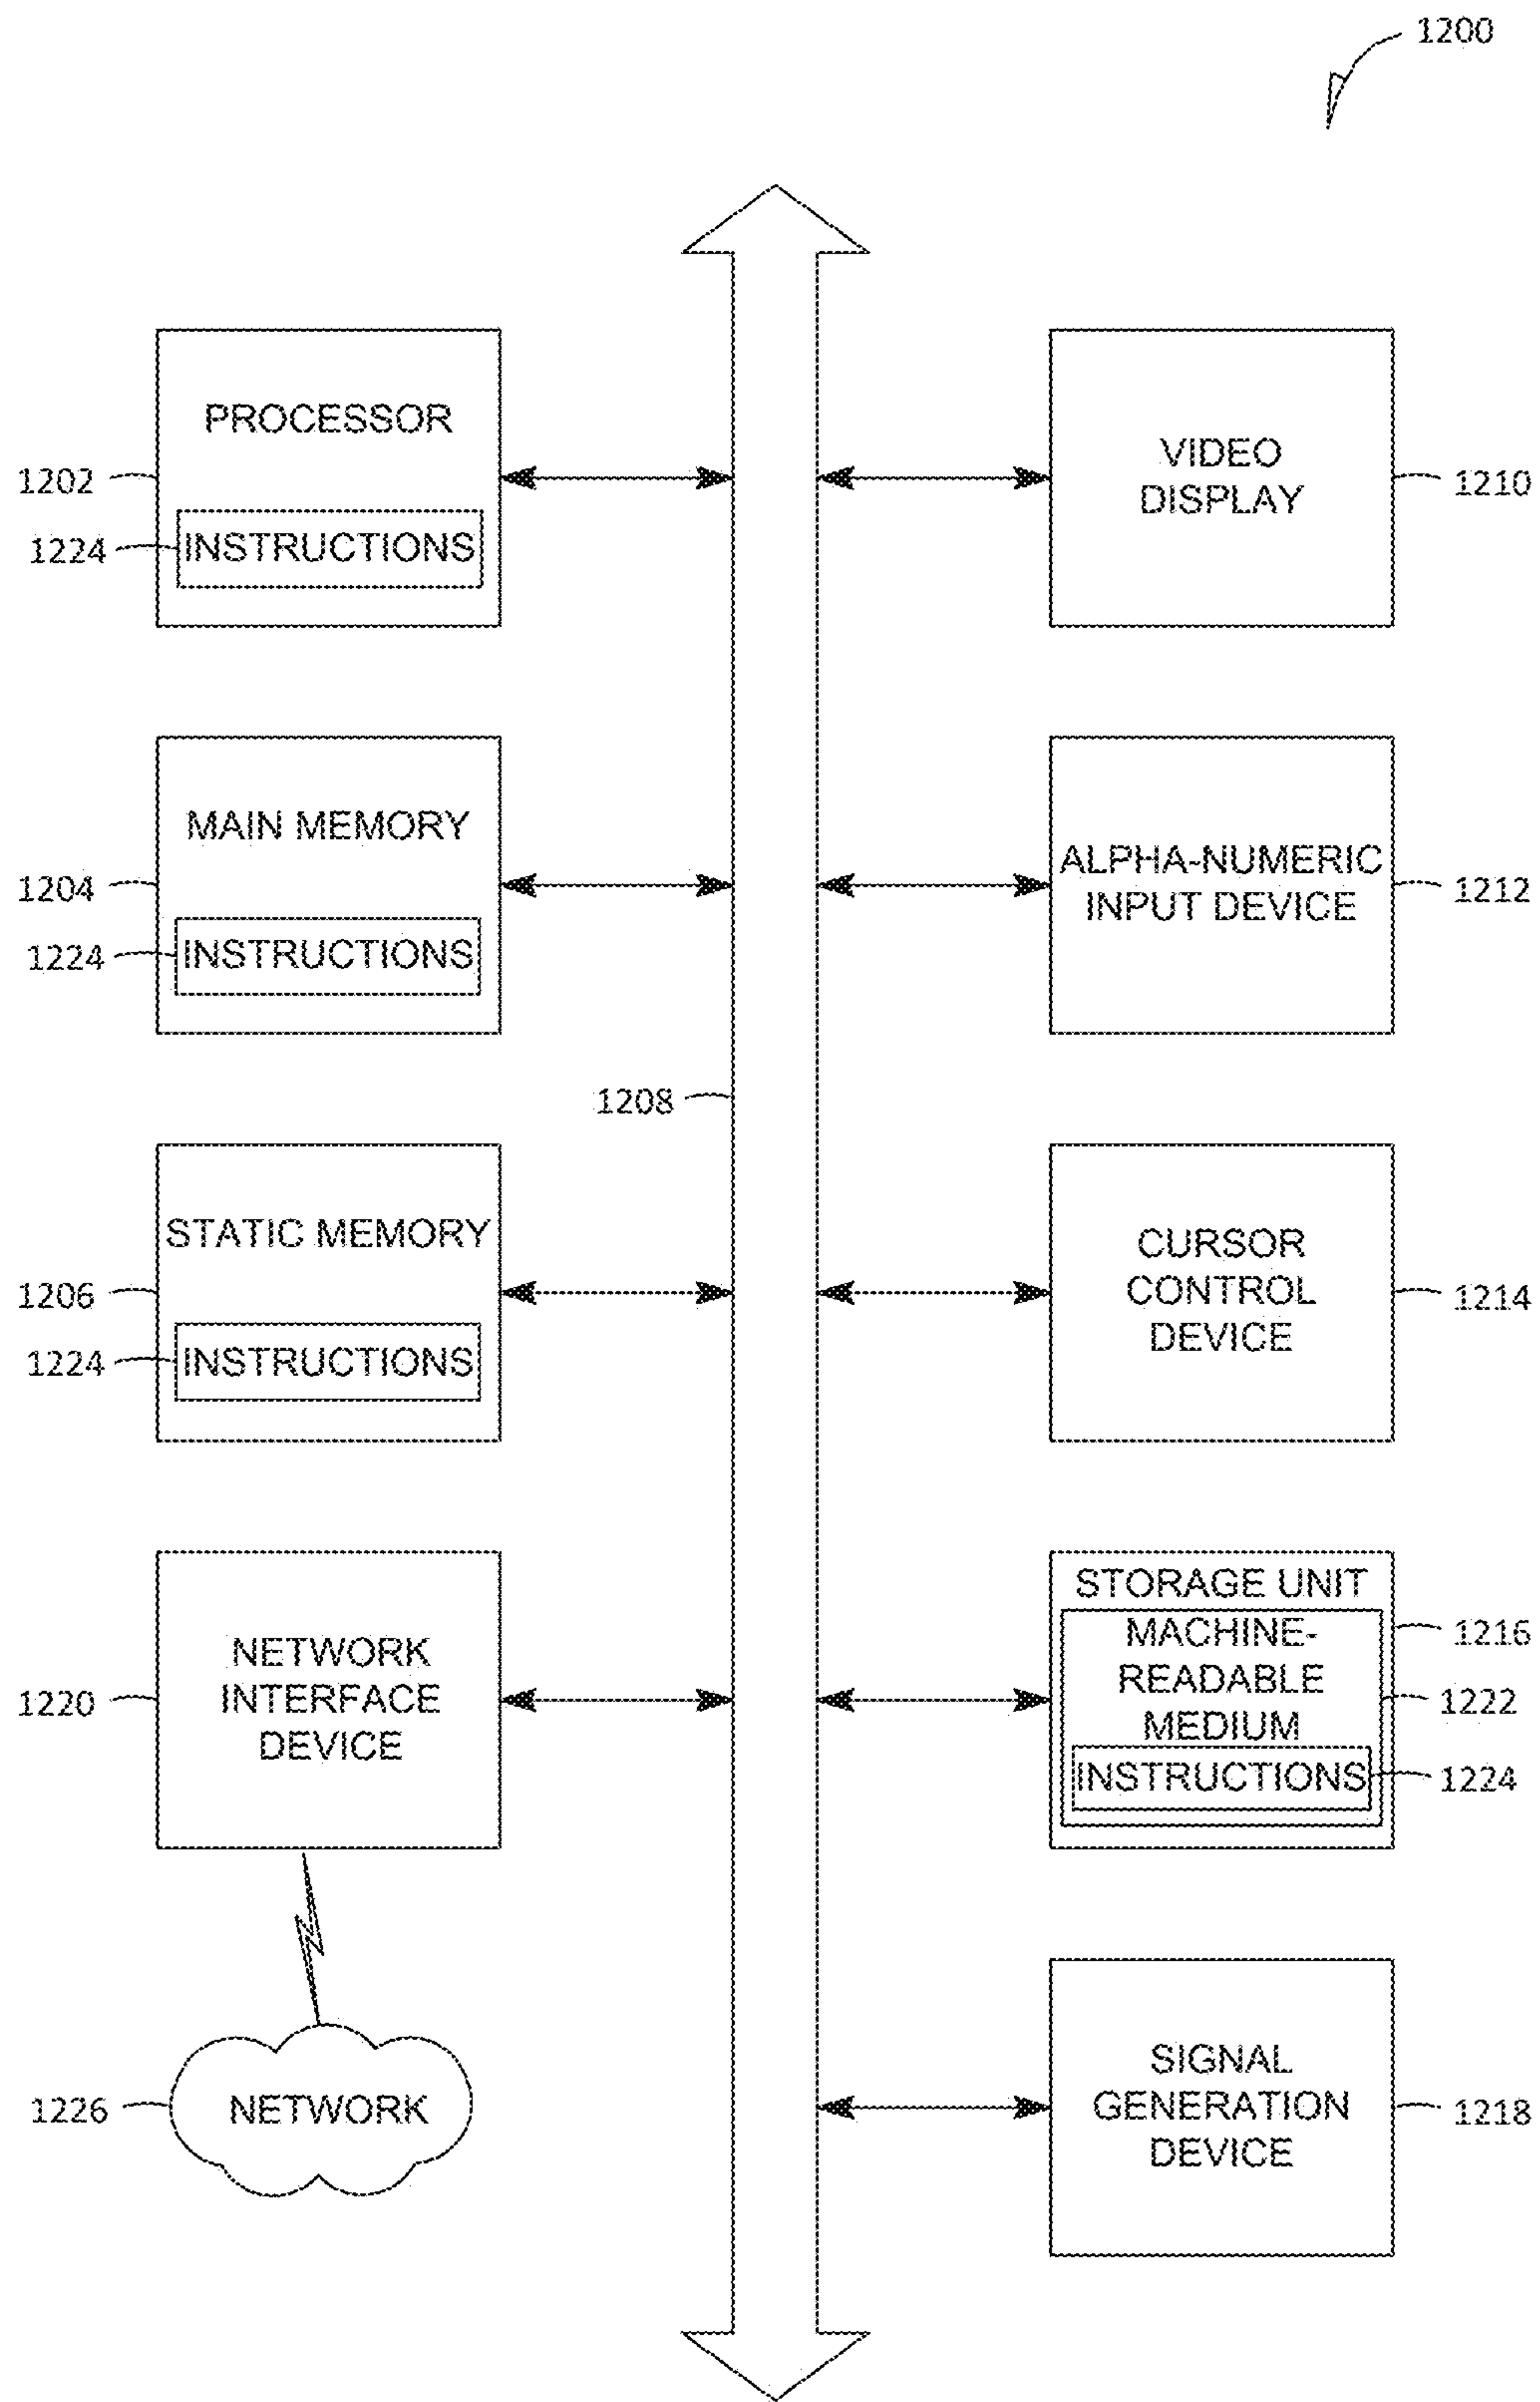 1200
PROCESSOR
1202
1224
INSTRUCTIONS
VIDEO
DISPLAY
1210
MAIN MEMORY
1204
1224
INSTRUCTIONS
ALPHA-NUMERIC
INPUT DEVICE
1212
1208
STATIC MEMORY
1206
1224
INSTRUCTIONS
CURSOR
CONTROL
DEVICE
1214
NETWORK
INTERFACE
DEVICE
1220
STORAGE UNIT
1216
MACHINE-
READABLE
MEDIUM
1222
INSTRUCTIONS
1224
NETWORK
1226
SIGNAL
GENERATION
DEVICE
1218